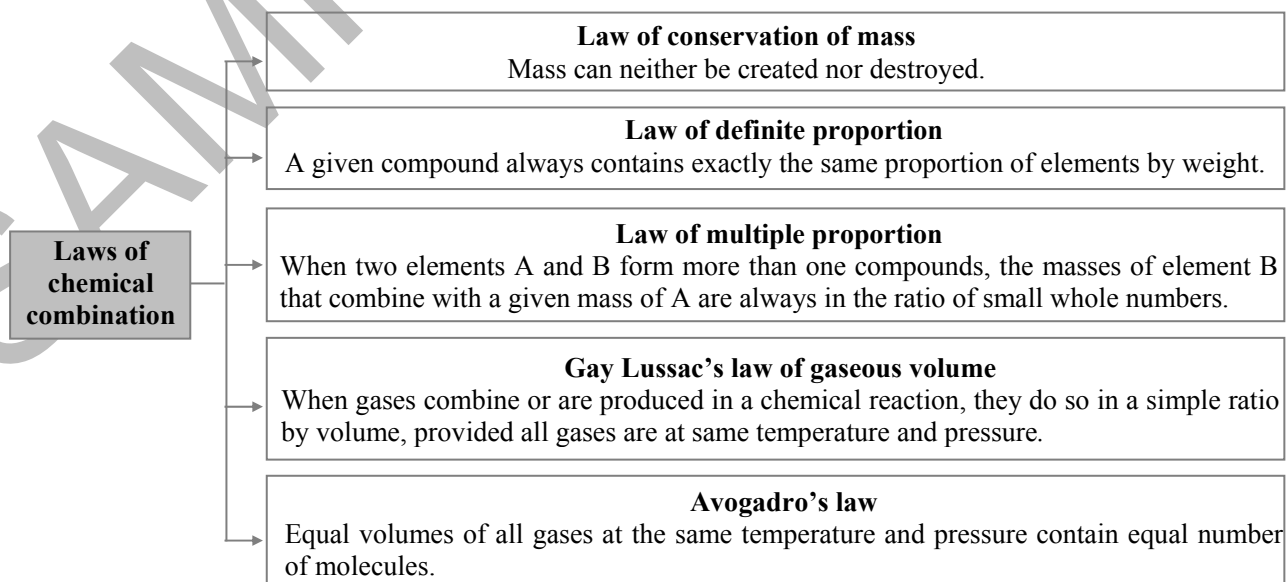 Law of conservation of mass
Mass can neither be created nor destroyed.
Law of definite proportion
A given compound always contains exactly the same proportion of elements by weight.
Laws of
chemical
combination
Law of multiple proportion
When two elements A and B form more than one compounds, the masses of element B
that combine with a given mass of A are always in the ratio of small whole numbers.
Gay Lussac’s law of gaseous volume
When gases combine or are produced in a chemical reaction, they do so in a simple ratio
by volume, provided all gases are at same temperature and pressure.
Avogadro’s law
Equal volumes of all gases at the same temperature and pressure contain equal number
of molecules.